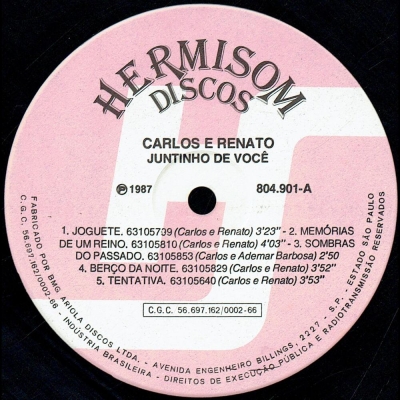 HERMISOM
DISCOS
CARLOS E RENATO
JUNTINHO DE VOCÊ
Ⓟ 1987
804.901-A
1. JOGUETE. 63105799 (Carlos e Renato) 3'23" - 2. MEMÓRIAS
DE UM REINO. 63105810 (Carlos e Renato) 4'03" - 3. SOMBRAS
DO PASSADO. 63105853 (Carlos e Ademar Barbosa) 2'50
4. BERÇO DA NOITE. 63105829 (Carlos e Renato) 3'52"
5. TENTATIVA. 63105640 (Carlos e Renato) 3'53"
C.G.C. 56.697.162/0002-66
FABRICADO POR BMG ARIOLA DISCOS LTDA. - AVENIDA ENGENHEIRO BILLINGS, 2227 - S.P. - ESTADO SÃO PAULO
C.G.C. 56.697.162/0002-66 - INDÚSTRIA BRASILEIRA - DIREITOS DE EXECUÇÃO PÚBLICA E RADIOTRANSMISSÃO RESERVADOS